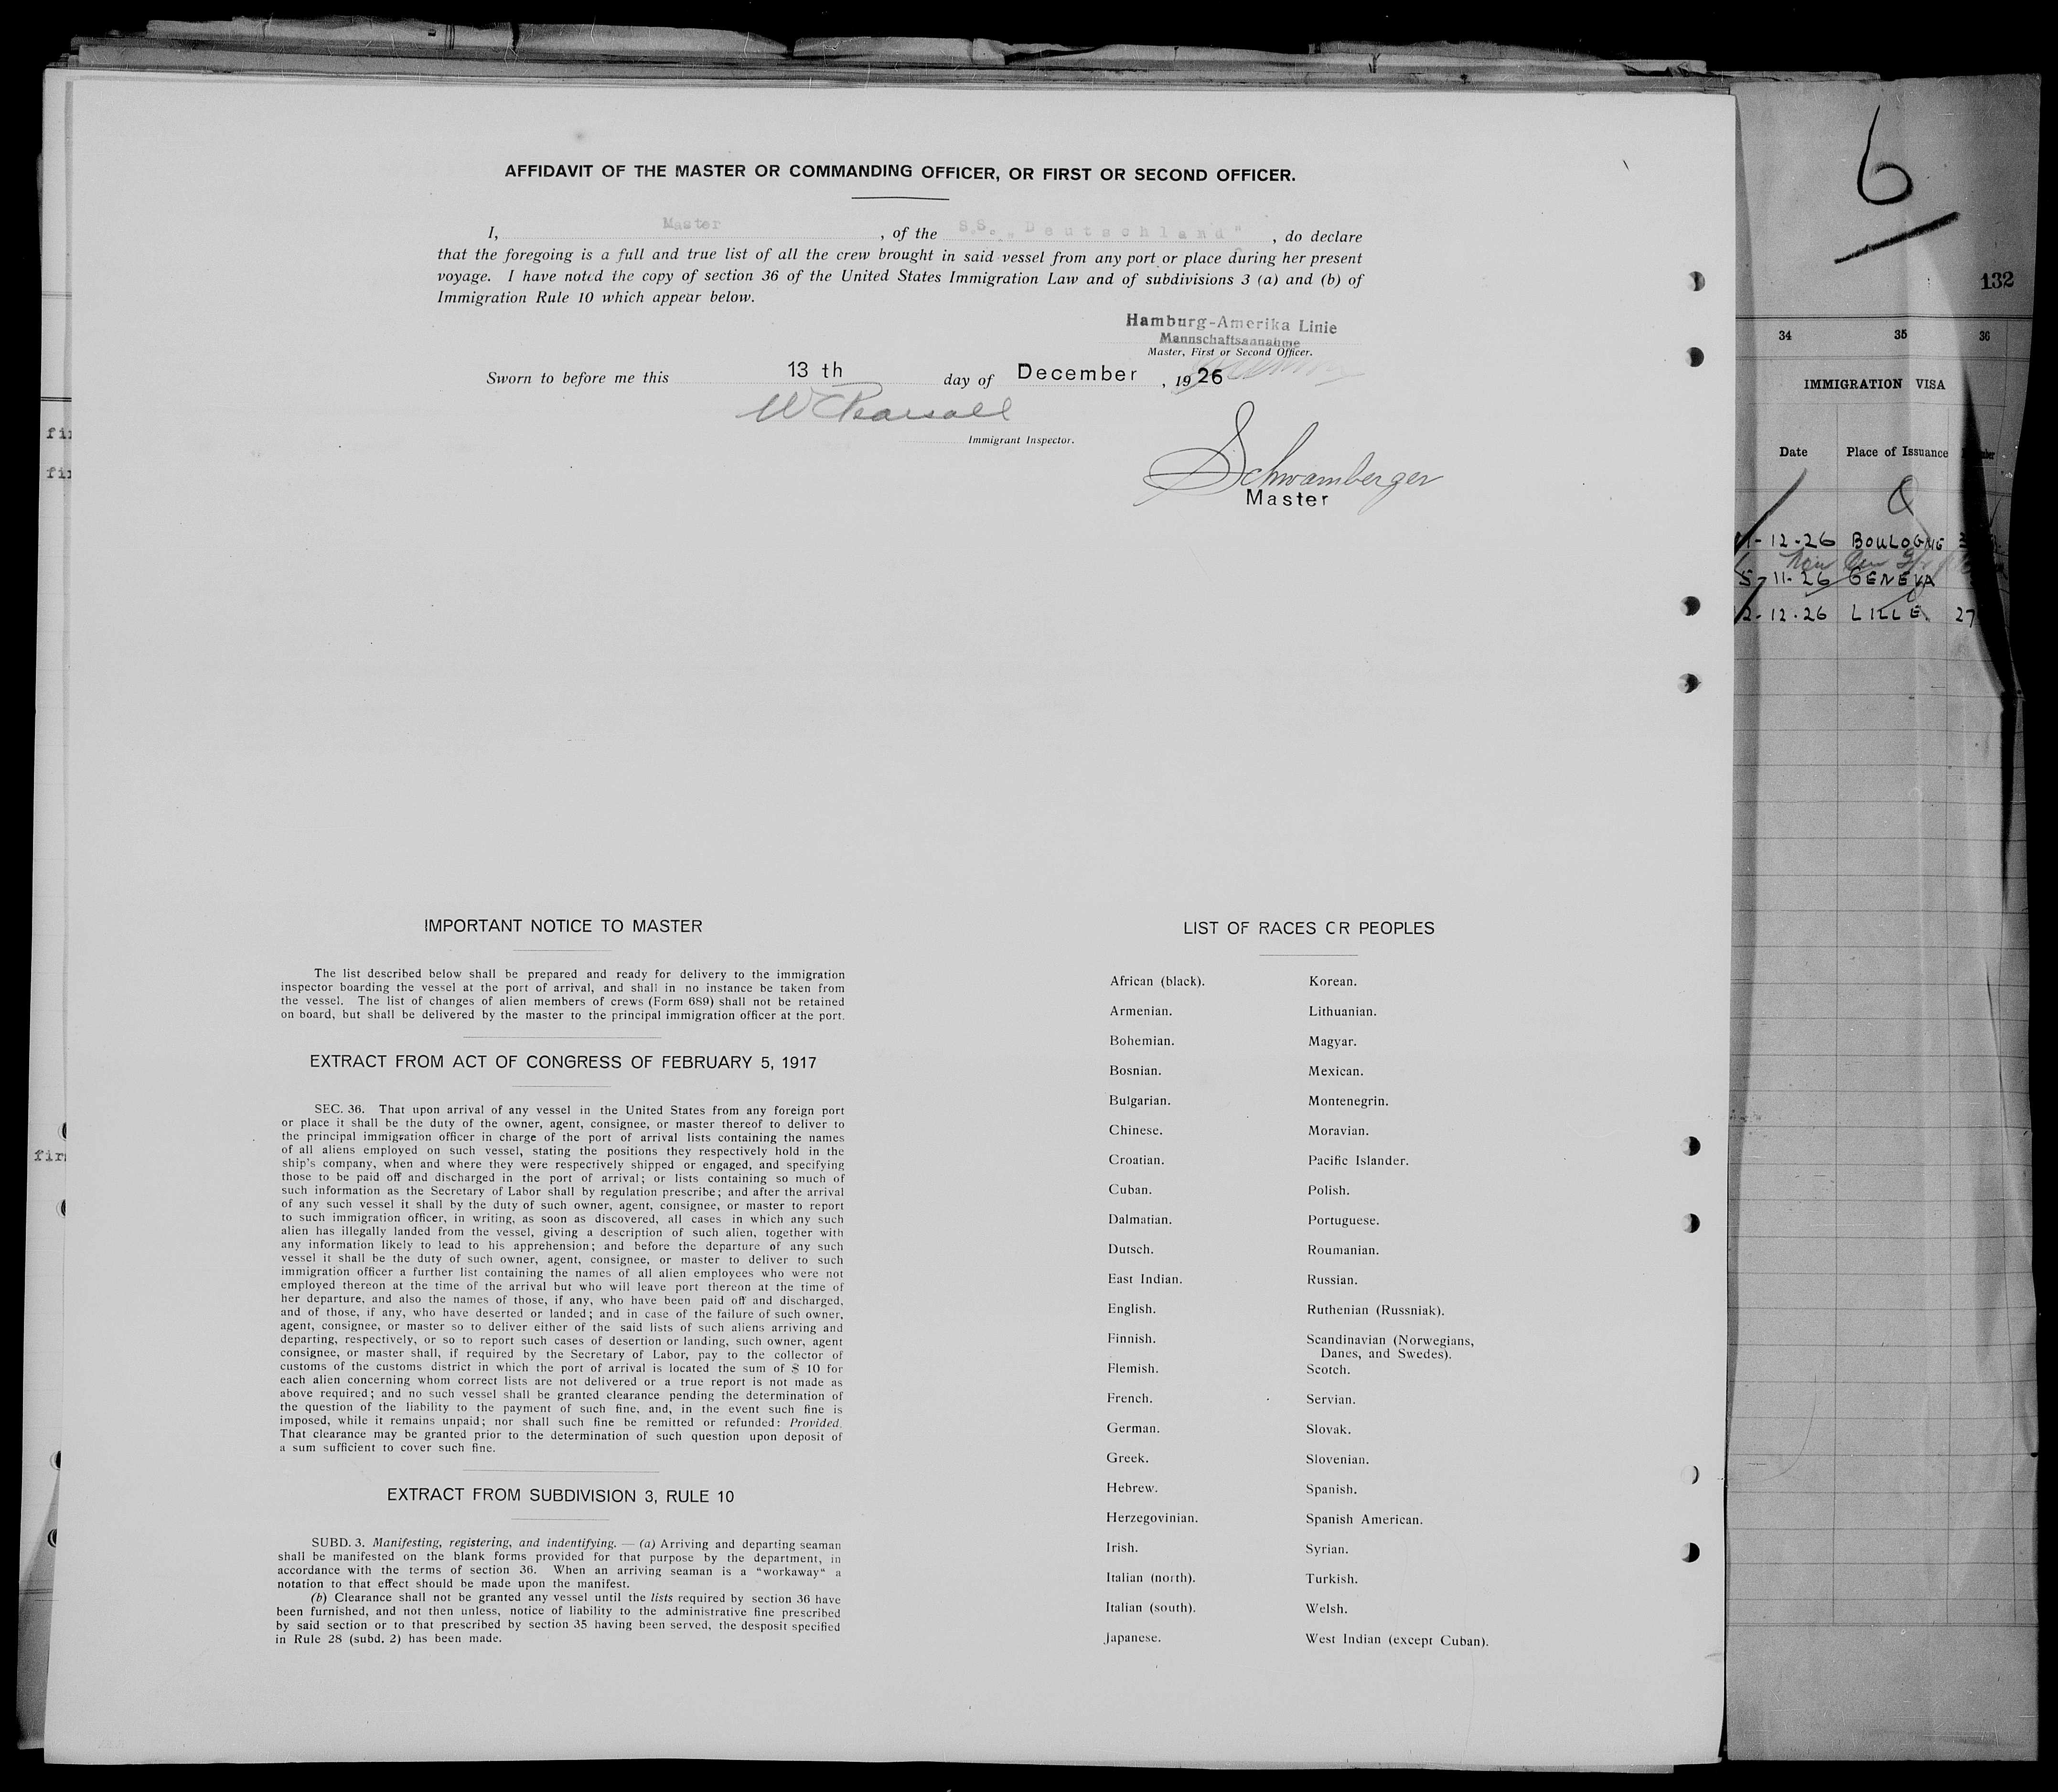 AFFIDAVIT OF THE MASTER OR COMMANDING OFFICER, OR FIRST OR SECOND OFFICER.
I, Master , of the S.S. „Deutschland" , do declare
that the foregoing is a full and true list of all the crew brought in said vessel from any port or place during her present
voyage. I have noted the copy of section 36 of the United States Immigration Law and of subdivisions 3 (a) and (b) of
Immigration Rule 10 which appear below.
Hamburg-Amerika Linie
Mannschaftsannahme
Master, First or Second Officer.
Sworn to before me this 13 th day of December , 1926
W Pearsall
Immigrant Inspector.
Schwamberger
Master
IMPORTANT NOTICE TO MASTER
The list described below shall be prepared and ready for delivery to the immigration
inspector boarding the vessel at the port of arrival, and shall in no instance be taken from
the vessel. The list of changes of alien members of crews (Form 689) shall not be retained
on board, but shall be delivered by the master to the principal immigration officer at the port.
EXTRACT FROM ACT OF CONGRESS OF FEBRUARY 5, 1917
SEC. 36. That upon arrival of any vessel in the United States from any foreign port
or place it shall be the duty of the owner, agent, consignee, or master thereof to deliver to
the principal immigration officer in charge of the port of arrival lists containing the names
of all aliens employed on such vessel, stating the positions they respectively hold in the
ship's company, when and where they were respectively shipped or engaged, and specifying
those to be paid off and discharged in the port of arrival; or lists containing so much of
such information as the Secretary of Labor shall by regulation prescribe; and after the arrival
of any such vessel it shall by the duty of such owner, agent, consignee, or master to report
to such immigration officer, in writing, as soon as discovered, all cases in which any such
alien has illegally landed from the vessel, giving a description of such alien, together with
any information likely to lead to his apprehension; and before the departure of any such
vessel it shall be the duty of such owner, agent, consignee, or master to deliver to such
immigration officer a further list containing the names of all alien employees who were not
employed thereon at the time of the arrival but who will leave port thereon at the time of
her departure, and also the names of those, if any, who have been paid off and discharged,
and of those, if any, who have deserted or landed; and in case of the failure of such owner,
agent, consignee, or master so to deliver either of the said lists of such aliens arriving and
departing, respectively, or so to report such cases of desertion or landing, such owner, agent
consignee, or master shall, if required by the Secretary of Labor, pay to the collector of
customs of the customs district in which the port of arrival is located the sum of $ 10 for
each alien concerning whom correct lists are not delivered or a true report is not made as
above required; and no such vessel shall be granted clearance pending the determination of
the question of the liability to the payment of such fine, and, in the event such fine is
imposed, while it remains unpaid; nor shall such fine be remitted or refunded: Provided.
That clearance may be granted prior to the determination of such question upon deposit of
a sum sufficient to cover such fine.
EXTRACT FROM SUBDIVISION 3, RULE 10
SUBD. 3. Manifesting, registering, and indentifying. — (a) Arriving and departing seaman
shall be manifested on the blank forms provided for that purpose by the department, in
accordance with the terms of section 36. When an arriving seaman is a "workaway" a
notation to that effect should be made upon the manifest.
(b) Clearance shall not be granted any vessel until the lists required by section 36 have
been furnished, and not then unless, notice of liability to the administrative fine prescribed
by said section or to that prescribed by section 35 having been served, the desposit specified
in Rule 28 (subd. 2) has been made.
LIST OF RACES OR PEOPLES
African (black).
Armenian.
Bohemian.
Bosnian.
Bulgarian.
Chinese.
Croatian.
Cuban.
Dalmatian.
Dutsch.
East Indian.
English.
Finnish.
Flemish.
French.
German.
Greek.
Hebrew.
Herzegovinian.
Irish.
Italian (north).
Italian (south).
Japanese.
Korean.
Lithuanian.
Magyar.
Mexican.
Montenegrin.
Moravian.
Pacific Islander.
Polish.
Portuguese.
Roumanian.
Russian.
Ruthenian (Russniak).
Scandinavian (Norwegians,
Danes, and Swedes).
Scotch.
Servian.
Slovak.
Slovenian.
Spanish.
Spanish American.
Syrian.
Turkish.
Welsh.
West Indian (except Cuban).
6
132
34 35 36
IMMIGRATION VISA
Date Place of Issuance
-12-26 BOULOGNE
5-11-26 GENEVA
2-12-26 LILLE 27